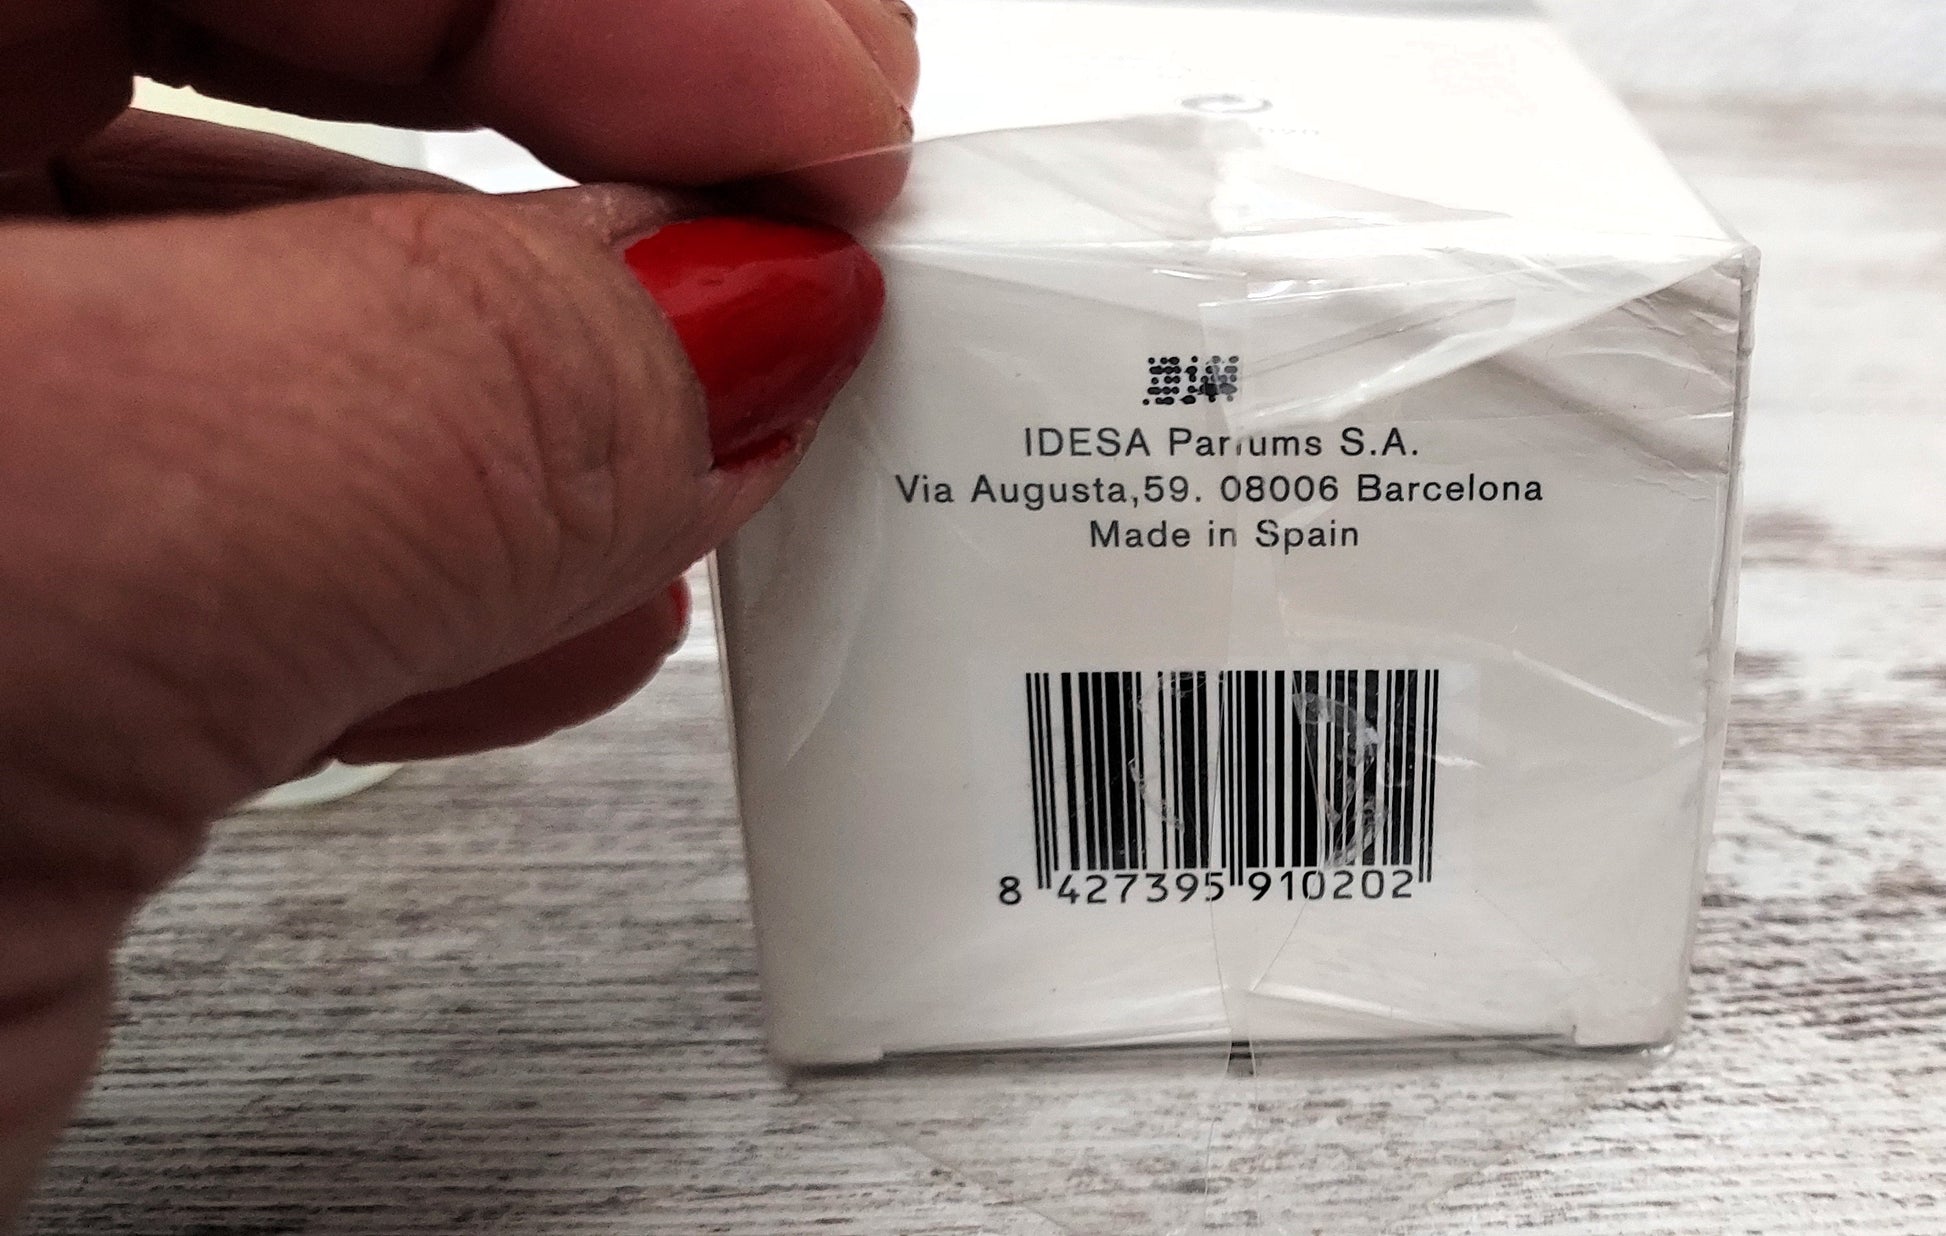 IDESA Parfums S.A.
Via Augusta,59. 08006 Barcelona
Made in Spain
8 427395 910202